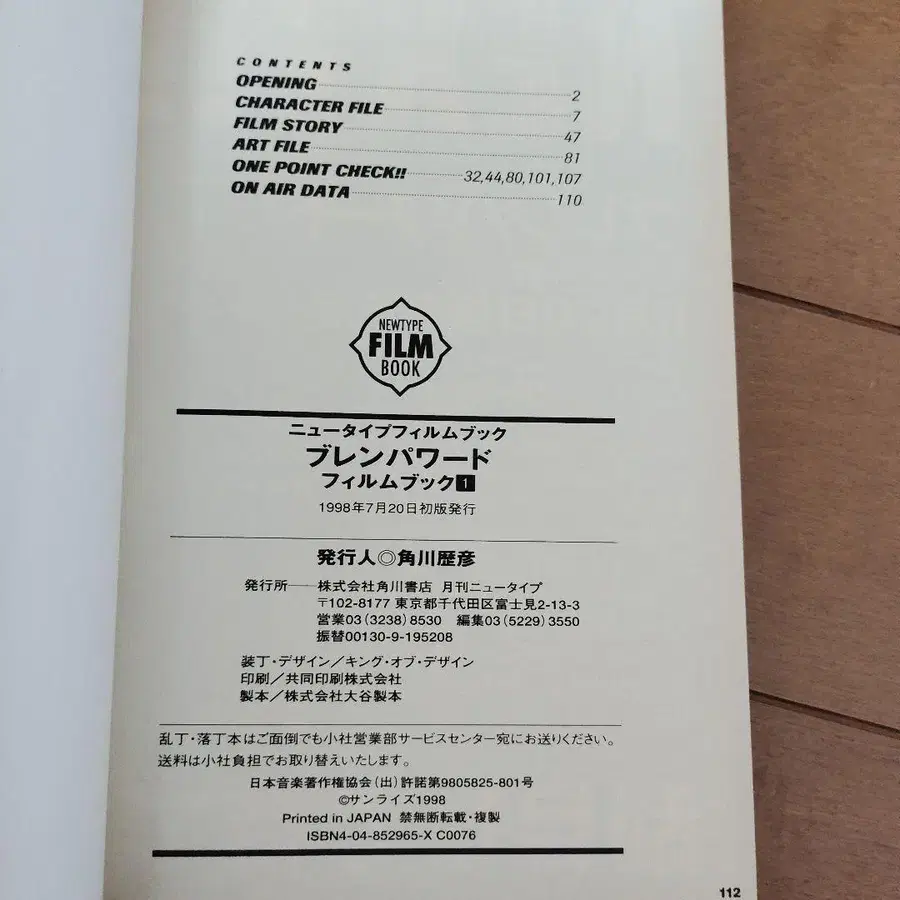 CONTENTS
OPENING 2
CHARACTER FILE 7
FILM STORY 47
ART FILE 81
ONE POINT CHECK!! 32,44,80,101,107
ON AIR DATA 110
NEWTYPE
FILM
BOOK
ニュータイプフィルムブック
ブレンパワード
フィルムブック1
1998年7月20日初版発行
発行人◎角川歴彦
発行所──株式会社角川書店 月刊ニュータイプ
〒102-8177 東京都千代田区富士見2-13-3
営業03(3238)8530 編集03(5229)3550
振替00130-9-195208
装丁・デザイン/キング・オブ・デザイン
印刷/共同印刷株式会社
製本/株式会社大谷製本
乱丁・落丁本はご面倒でも小社営業部サービスセンター宛にお送りください。
送料は小社負担でお取り替えいたします。
日本音楽著作権協会(出)許諾第9805825-801号
©サンライズ1998
Printed in JAPAN 禁無断転載・複製
ISBN4-04-852965-X C0076
112